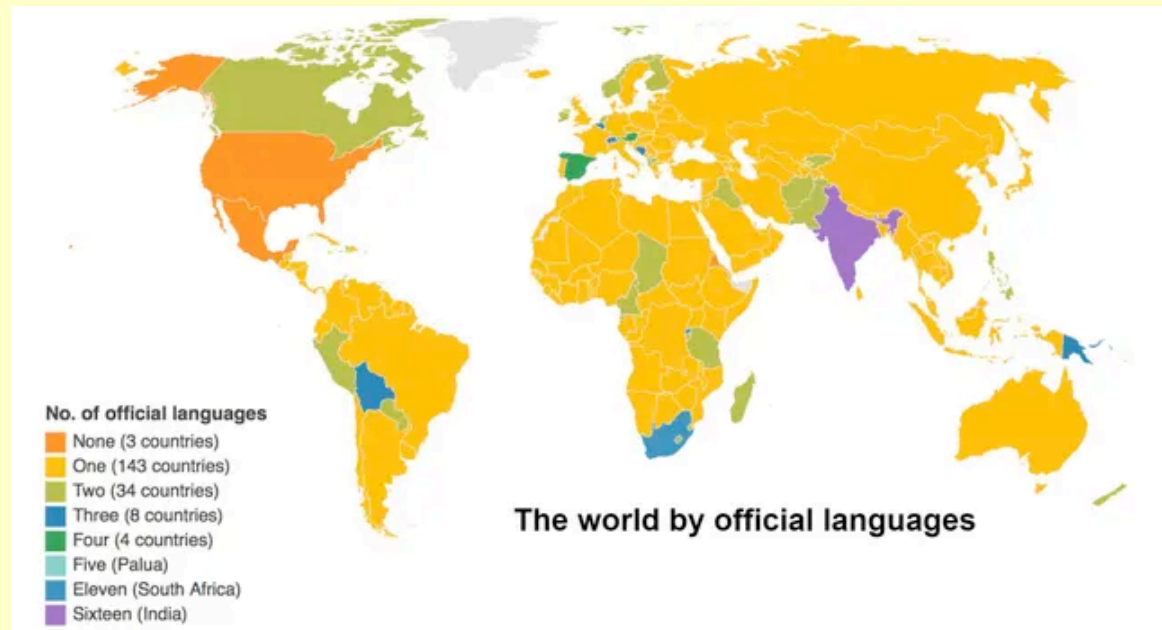 No. of official languages
None (3 countries)
One (143 countries)
Two (34 countries)
Three (8 countries)
Four (4 countries)
Five (Palua)
Eleven (South Africa)
Sixteen (India)
The world by official languages